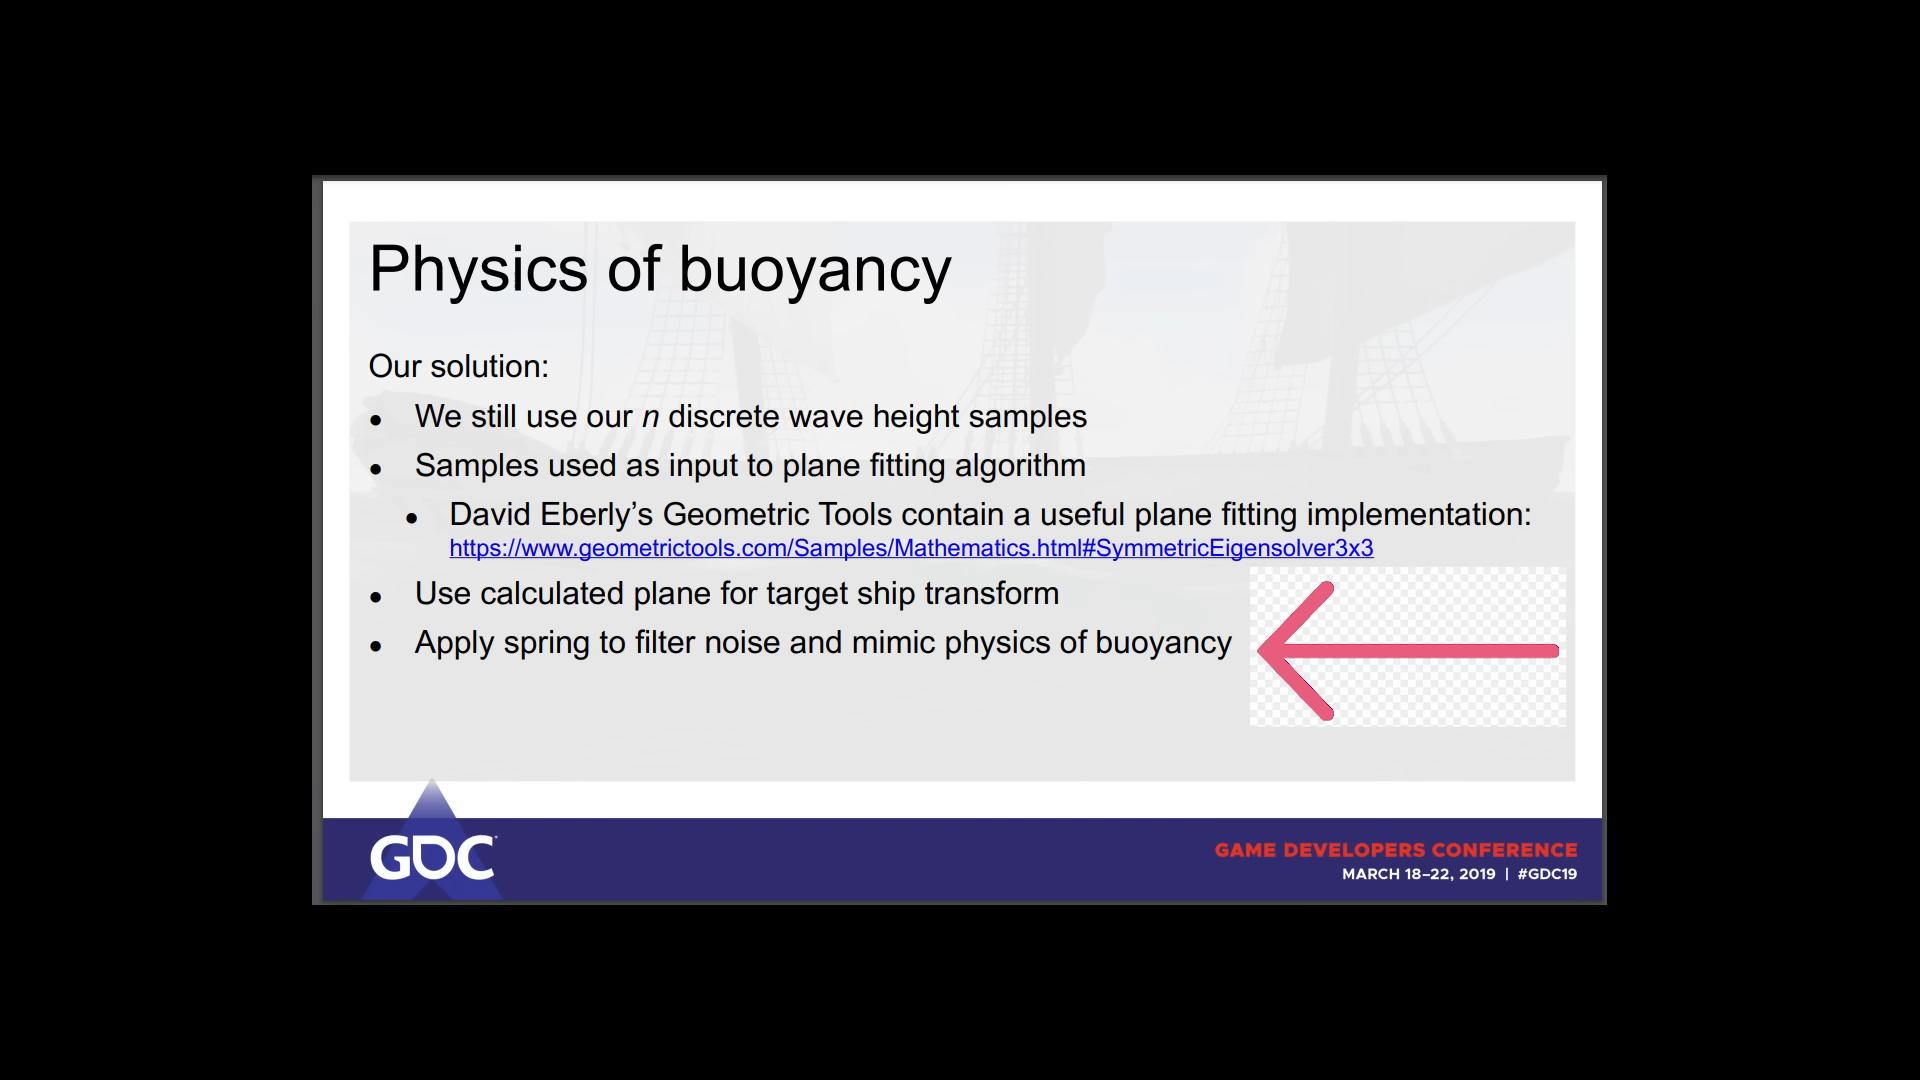 Physics of buoyancy
Our solution:
● We still use our n discrete wave height samples
● Samples used as input to plane fitting algorithm
● David Eberly’s Geometric Tools contain a useful plane fitting implementation:
https://www.geometrictools.com/Samples/Mathematics.html#SymmetricEigensolver3x3
● Use calculated plane for target ship transform
● Apply spring to filter noise and mimic physics of buoyancy
GDC
GAME DEVELOPERS CONFERENCE
MARCH 18–22, 2019 | #GDC19